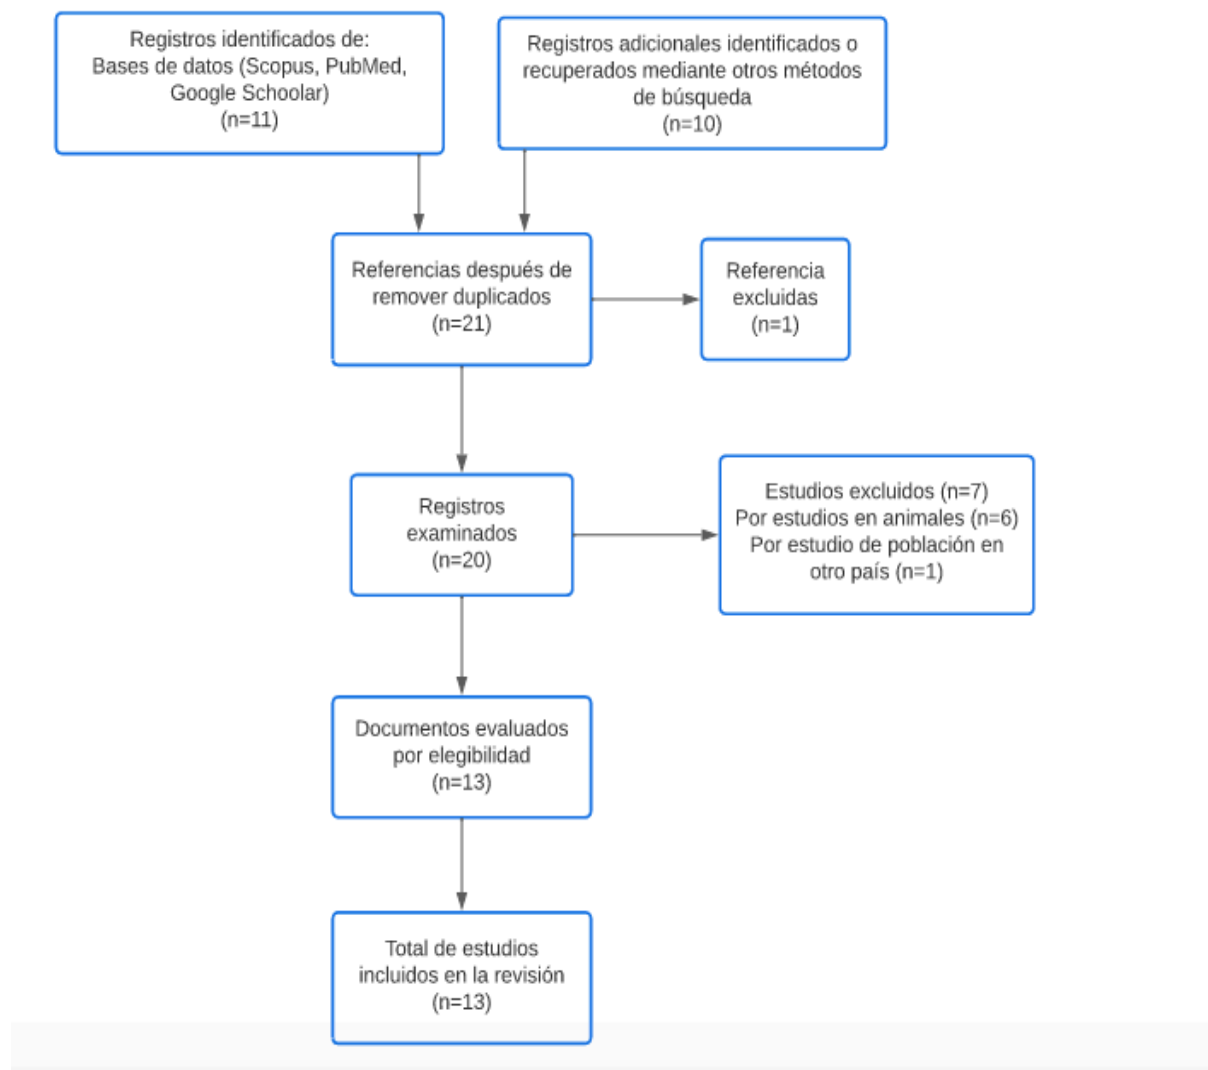 Registros identificados de:
Bases de datos (Scopus, PubMed,
Google Schoolar)
(n=11)
Registros adicionales identificados o
recuperados mediante otros métodos
de búsqueda
(n=10)
Referencias después de
remover duplicados
(n=21)
Referencia
excluidas
(n=1)
Registros
examinados
(n=20)
Estudios excluidos (n=7)
Por estudios en animales (n=6)
Por estudio de población en
otro país (n=1)
Documentos evaluados
por elegibilidad
(n=13)
Total de estudios
incluidos en la revisión
(n=13)